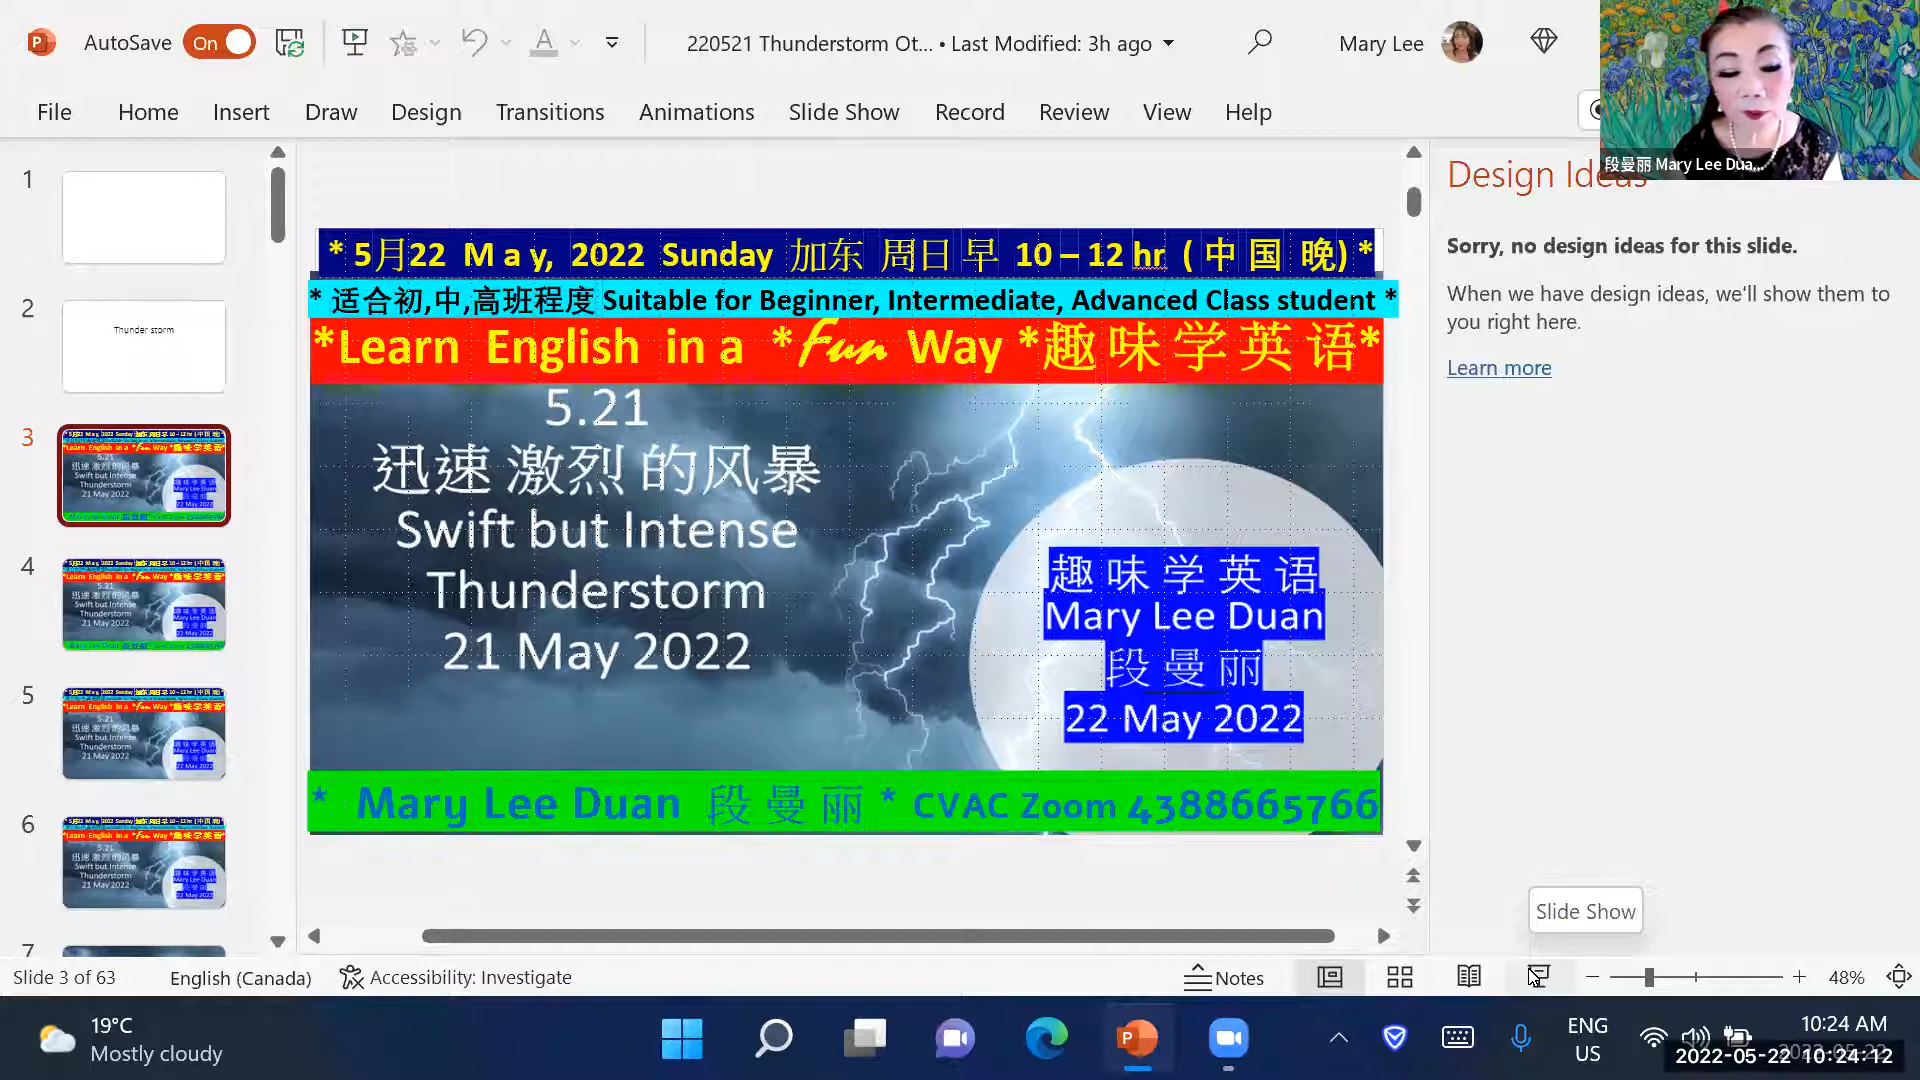 AutoSave On 220521 Thunderstorm Ot... • Last Modified: 3h ago Mary Lee
File Home Insert Draw Design Transitions Animations Slide Show Record Review View Help
段曼丽 Mary Lee Dua...
1
2
Thunder storm
3
4
5
6
7
* 5月22 M a y, 2022 Sunday 加东 周日早 10 – 12 hr ( 中 国 晚) *
* 适合初,中,高班程度 Suitable for Beginner, Intermediate, Advanced Class student *
*Learn English in a *Fun Way *趣 味 学 英 语*
5.21
迅速 激烈 的风暴
Swift but Intense
Thunderstorm
21 May 2022
趣 味 学 英 语
Mary Lee Duan
段 曼 丽
22 May 2022
* Mary Lee Duan 段 曼 丽 * CVAC Zoom 4388665766
Design Ideas
Sorry, no design ideas for this slide.
When we have design ideas, we'll show them to
you right here.
Learn more
Slide Show
Slide 3 of 63 English (Canada) Accessibility: Investigate Notes 48%
19°C
Mostly cloudy
ENG
US
10:24 AM
2022-05-22 10:24:12